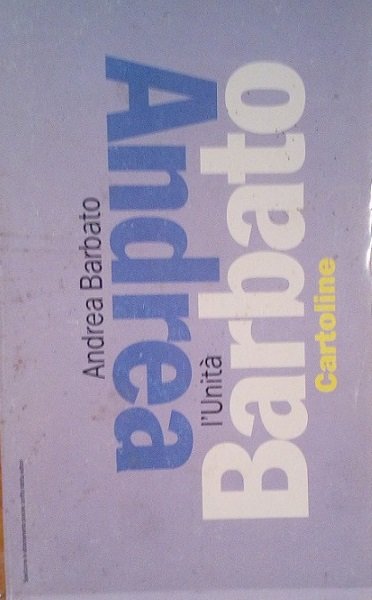 Andrea Barbato
Andrea
l'Unità
Barbato
Cartoline